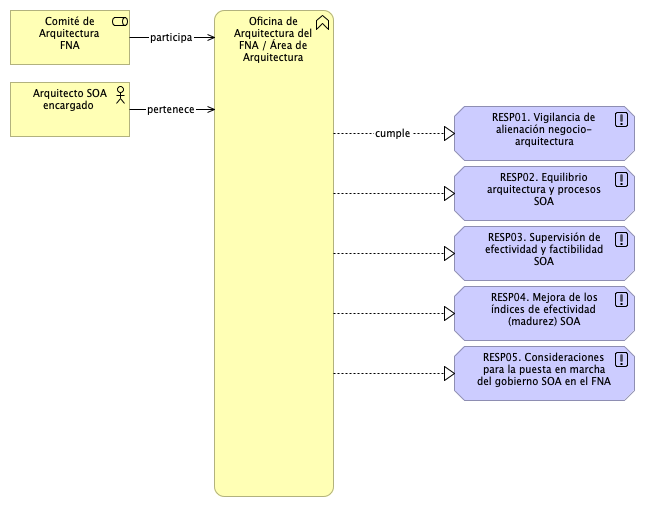 Comité de
Arquitectura
FNA
participa
Oficina de
Arquitectura del
FNA / Área de
Arquitectura
Arquitecto SOA
encargado
pertenece
cumple
RESP01. Vigilancia de
alienación negocio-
arquitectura
RESP02. Equilibrio
arquitectura y procesos
SOA
RESP03. Supervisión de
efectividad y factibilidad
SOA
RESP04. Mejora de los
índices de efectividad
(madurez) SOA
RESP05. Consideraciones
para la puesta en marcha
del gobierno SOA en el FNA